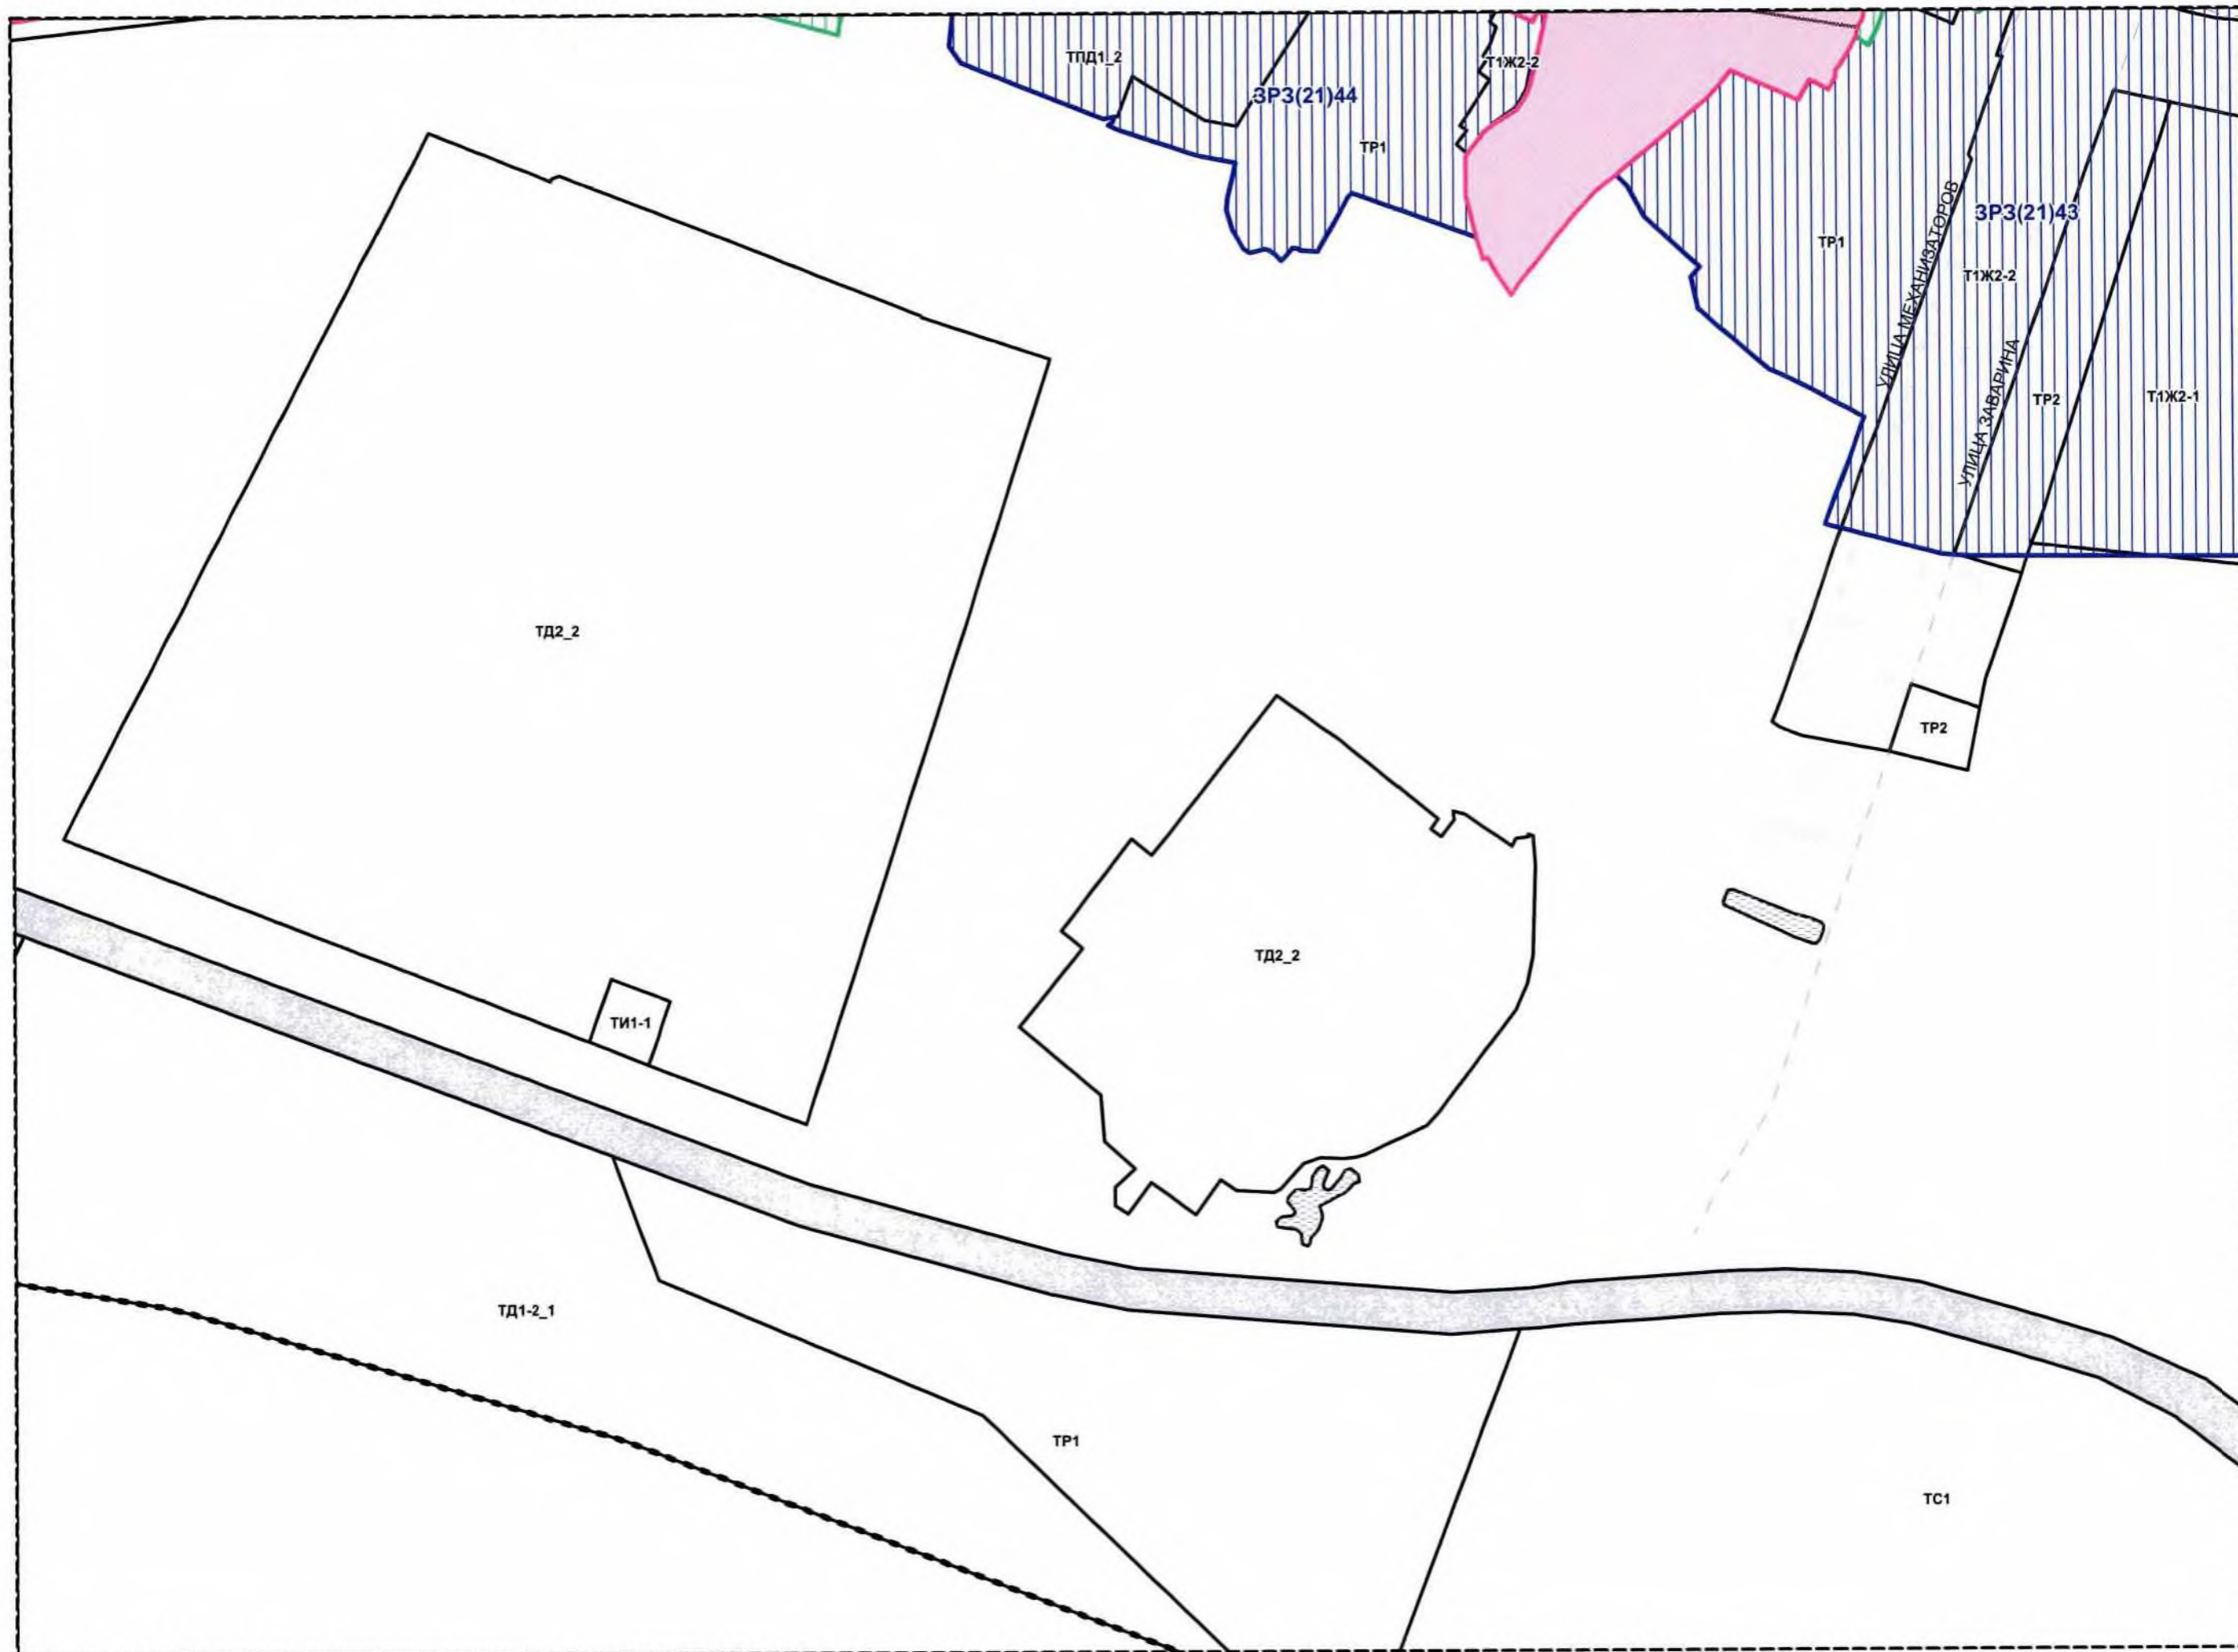 ТПД1_2
Т1Ж2-2
ЗРЗ(21)44
ТР1
УЛИЦА МЕХАНИЗАТОРОВ
ЗРЗ(21)43
ТР1
Т1Ж2-2
УЛИЦА ЗАВАРИНА
ТР2
Т1Ж2-1
ТД2_2
ТР2
ТД2_2
ТИ1-1
ТД1-2_1
ТР1
ТС1